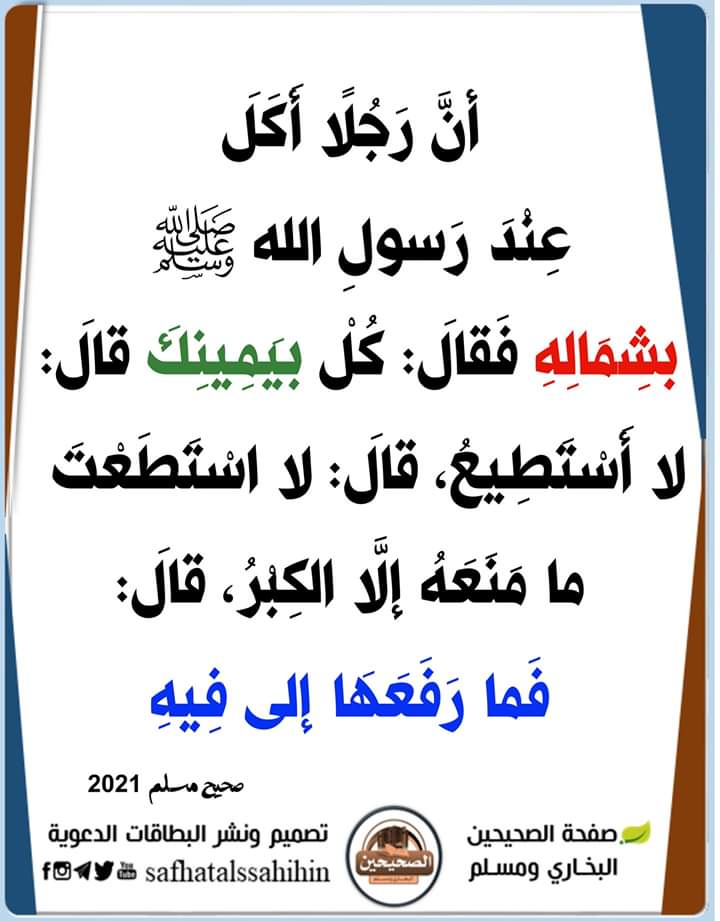 أنَّ رَجُلًا أَكَلَ
عِنْدَ رَسولِ الله ﷺ
بشِمَالِهِ فَقالَ: كُلْ بيَمِينِكَ قالَ:
لا أَسْتَطِيعُ، قالَ: لا اسْتَطَعْتَ
ما مَنَعَهُ إلَّا الكِبْرُ، قالَ:
فَما رَفَعَهَا إلى فِيهِ
صحيح مسلم 2021
صفحة الصحيحين
البخاري ومسلم
الصحيحين
البخاري ومسلم
تصميم ونشر البطاقات الدعوية
safhatalssahihin